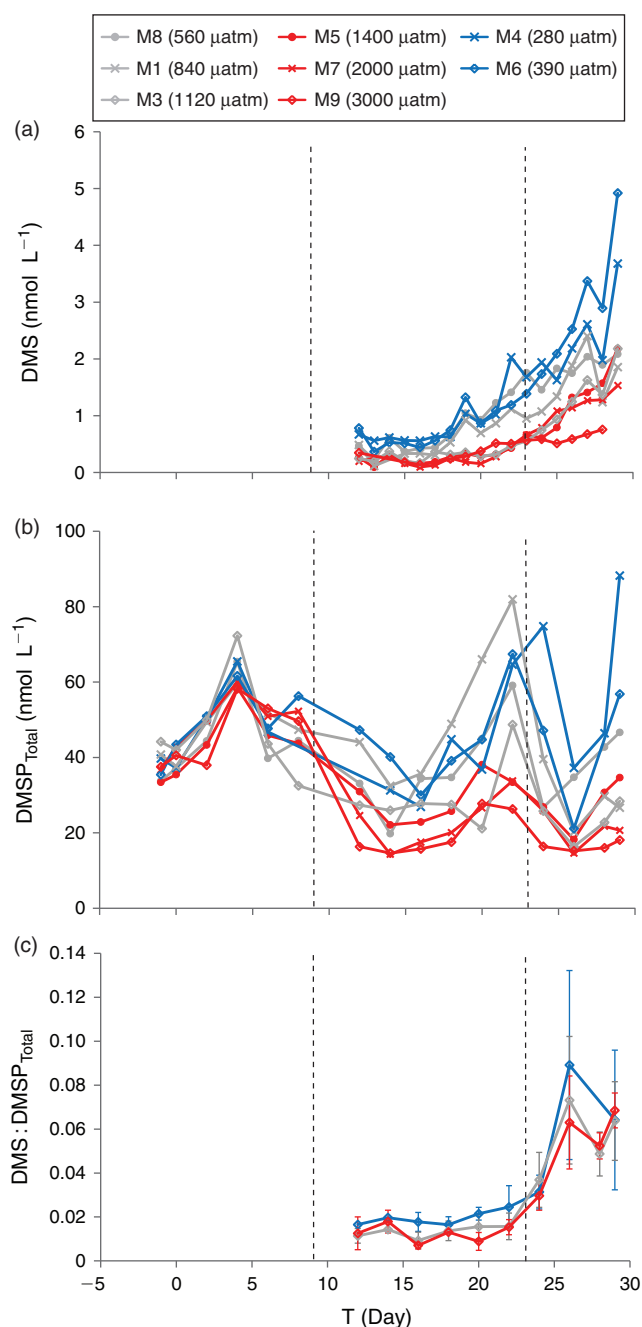 M8 (560 µatm) M5 (1400 µatm) M4 (280 µatm)
M1 (840 µatm) M7 (2000 µatm) M6 (390 µatm)
M3 (1120 µatm) M9 (3000 µatm)
(a)
6
5
4
3
2
1
0
DMS (nmol L−1)
(b)
100
80
60
40
20
0
DMSPTotal (nmol L−1)
(c)
0.14
0.12
0.10
0.08
0.06
0.04
0.02
0
DMS : DMSPTotal
−5 0 5 10 15 20 25 30
T (Day)